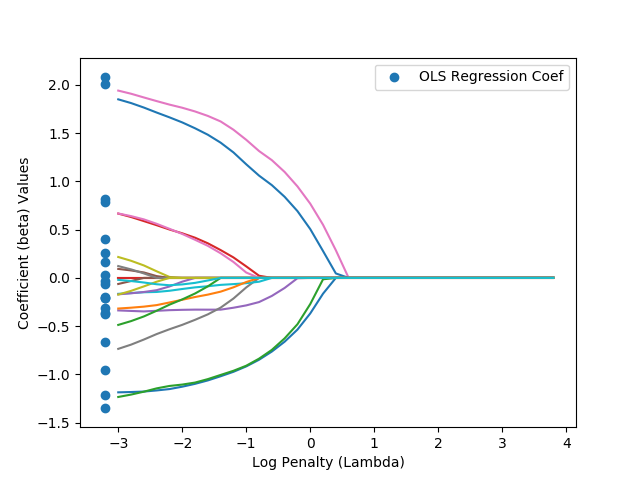 OLS Regression Coef
2.0
1.5
1.0
0.5
0.0
−0.5
−1.0
−1.5
Coefficient (beta) Values
−3 −2 −1 0 1 2 3 4
Log Penalty (Lambda)